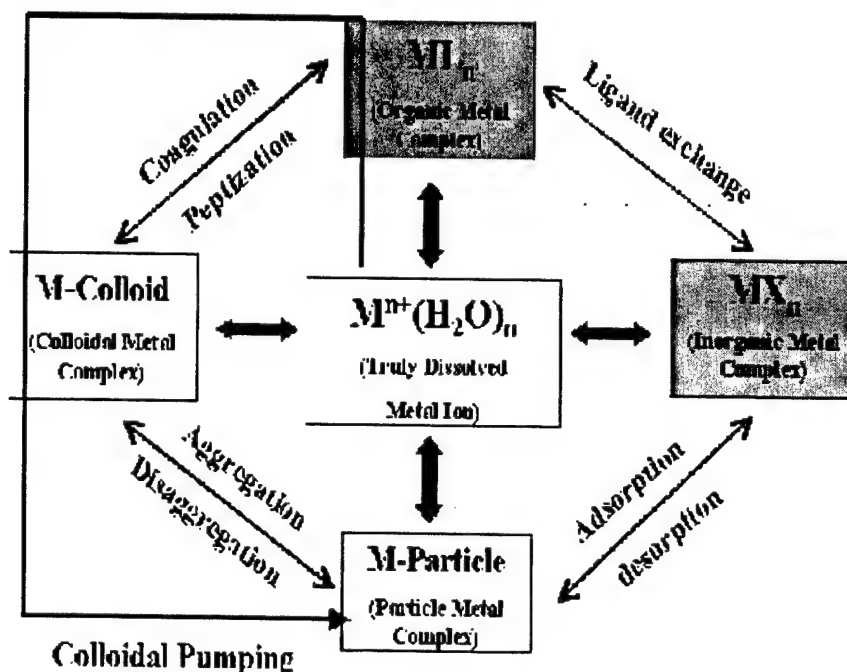 MLn
(Organic Metal
Complex)
Coagulation
Peptization
Ligand exchange
M-Colloid
(Colloidal Metal
Complex)
Mⁿ⁺(H₂O)ₙ
(Truly Dissolved
Metal Ion)
MXₙ
(Inorganic Metal
Complex)
Aggregation
Disaggregation
Adsorption
desorption
M-Particle
(Particle Metal
Complex)
Colloidal Pumping